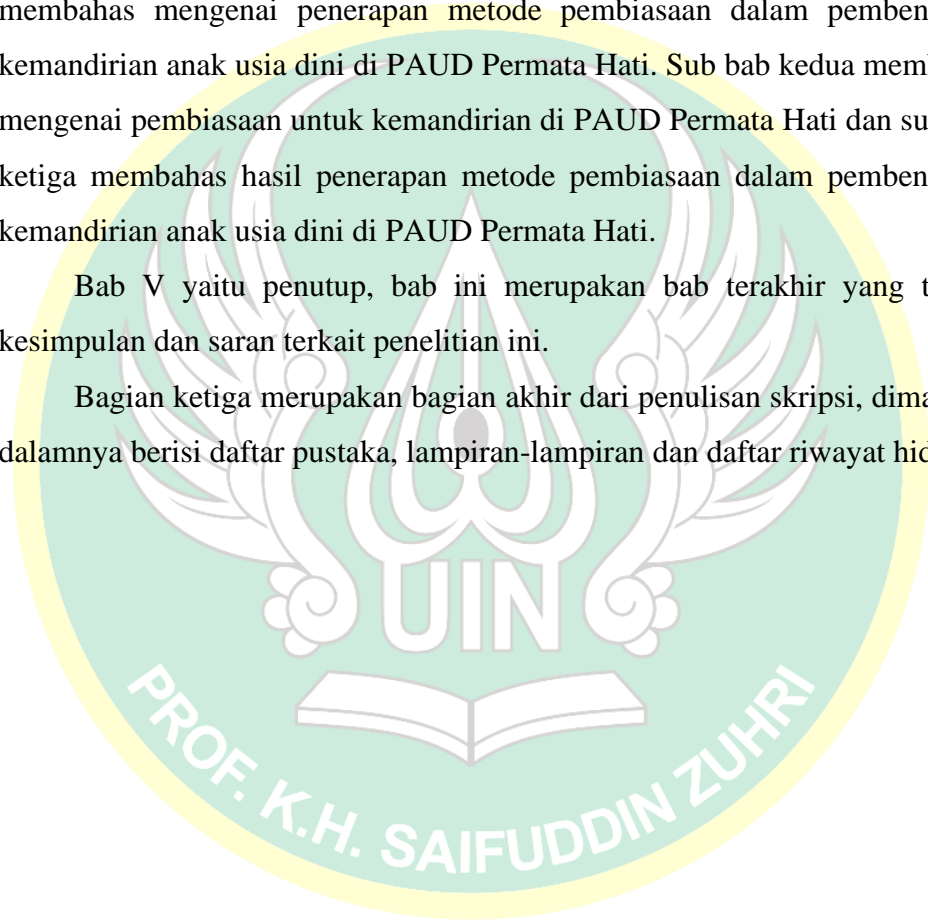 membahas mengenai penerapan metode pembiasaan dalam pemben
kemandirian anak usia dini di PAUD Permata Hati. Sub bab kedua mem
mengenai pembiasaan untuk kemandirian di PAUD Permata Hati dan su
ketiga membahas hasil penerapan metode pembiasaan dalam pemben
kemandirian anak usia dini di PAUD Permata Hati.
Bab V yaitu penutup, bab ini merupakan bab terakhir yang t
kesimpulan dan saran terkait penelitian ini.
Bagian ketiga merupakan bagian akhir dari penulisan skripsi, dima
dalamnya berisi daftar pustaka, lampiran-lampiran dan daftar riwayat hid
UIN
PROF. K.H. SAIFUDDIN ZUHRI